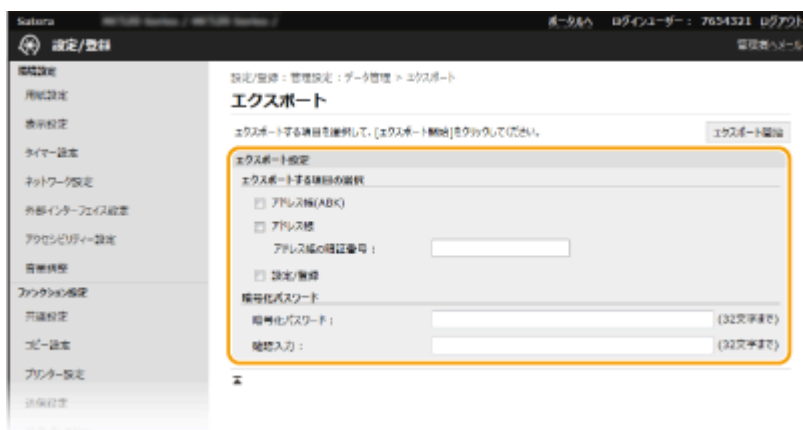 Satera
ポータルへ ログインユーザー： 7654321 ログアウト
設定/登録
管理者へメール
環境設定
用紙設定
表示設定
タイマー設定
ネットワーク設定
外部インターフェイス設定
アクセシビリティー設定
音量調整
ファンクション設定
共通設定
コピー設定
プリンター設定
送信設定
設定/登録：管理設定：データ管理 > エクスポート
エクスポート
エクスポートする項目を選択して、[エクスポート開始]をクリックしてください。
エクスポート開始
エクスポート設定
エクスポートする項目の選択
アドレス帳(ABK)
アドレス帳
アドレス帳の暗証番号：
設定/登録
暗号化パスワード
暗号化パスワード： (32文字まで)
確認入力： (32文字まで)